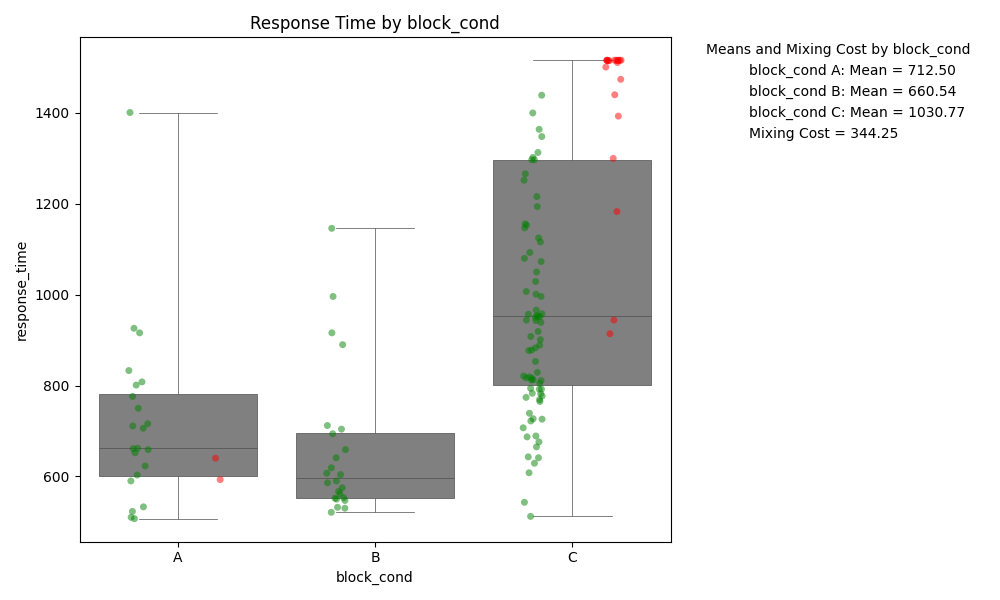 Response Time by block_cond
Means and Mixing Cost by block_cond
block_cond A: Mean = 712.50
block_cond B: Mean = 660.54
block_cond C: Mean = 1030.77
Mixing Cost = 344.25
response_time
1400
1200
1000
800
600
A B C
block_cond